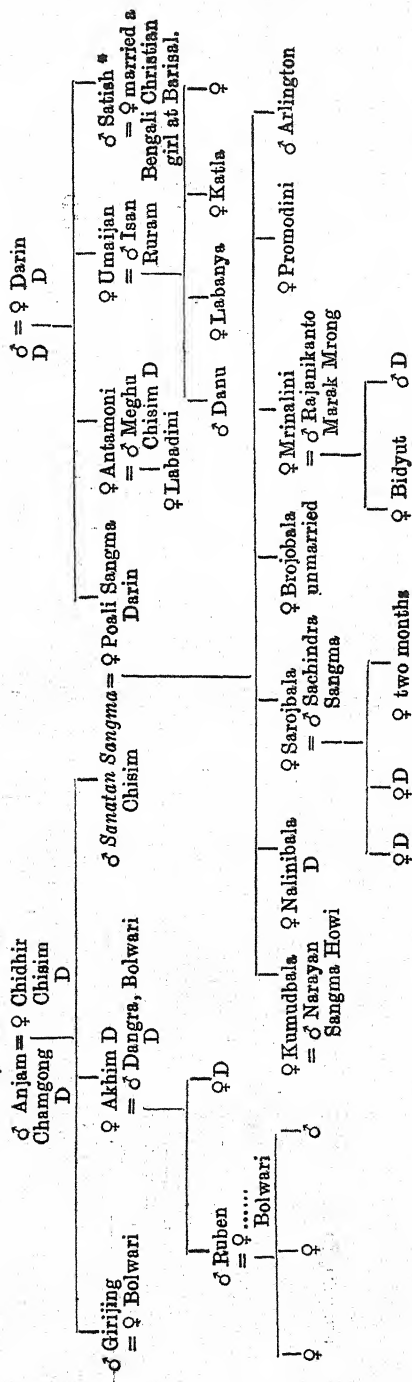 ♂ Anjam = ♀ Chidhir
Chamgong Chisim
D D
♂ = ♀ Darin
D D
♂ Girijing
= ♀ Bolwari
♀ Akhim D
= ♂ Dangra, Bolwari
D
♂ Sanatan Sangma = ♀ Poali Sangma
Chisim Darin
♀ Antamoni
= ♂ Meghu
Chisim D
♀ Labadini
♀ Umaijan
= ♂ Isan
Ruram
♂ Satish *
= ♀ married a
Bengali Christian
girl at Barisal.
♂ Ruben
= ♀ ......
Bolwari
♀ D
♂ Danu
♀ Labanya
♀ Katla
♀
♀
♀
♂
♀ Kumudbala
= ♂ Narayan
Sangma Howi
♀ Nalinibala
D
♀ Sarojbala
= ♂ Sachindra
Sangma
♀ Brojobala
unmarried
♀ Mrinalini
= ♂ Rajanikanto
Marak Mrong
♀ Promodini
♂ Arlington
♀ D
♀ D
♀ two months
♀ Bidyut
♂ D